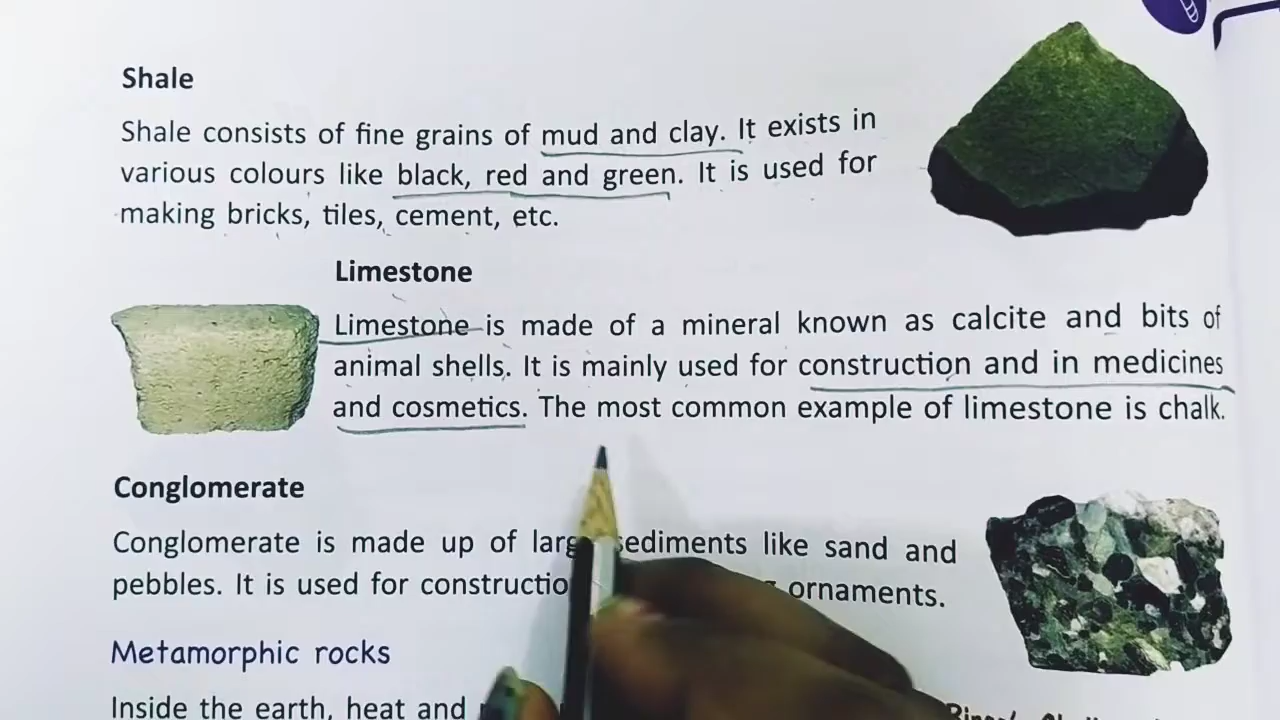 Shale
Shale consists of fine grains of mud and clay. It exists in
various colours like black, red and green. It is used for
making bricks, tiles, cement, etc.
Limestone
Limestone is made of a mineral known as calcite and bits of
animal shells. It is mainly used for construction and in medicines
and cosmetics. The most common example of limestone is chalk.
Conglomerate
Conglomerate is made up of large sediments like sand and
pebbles. It is used for constructio ornaments.
Metamorphic rocks
Inside the earth, heat and